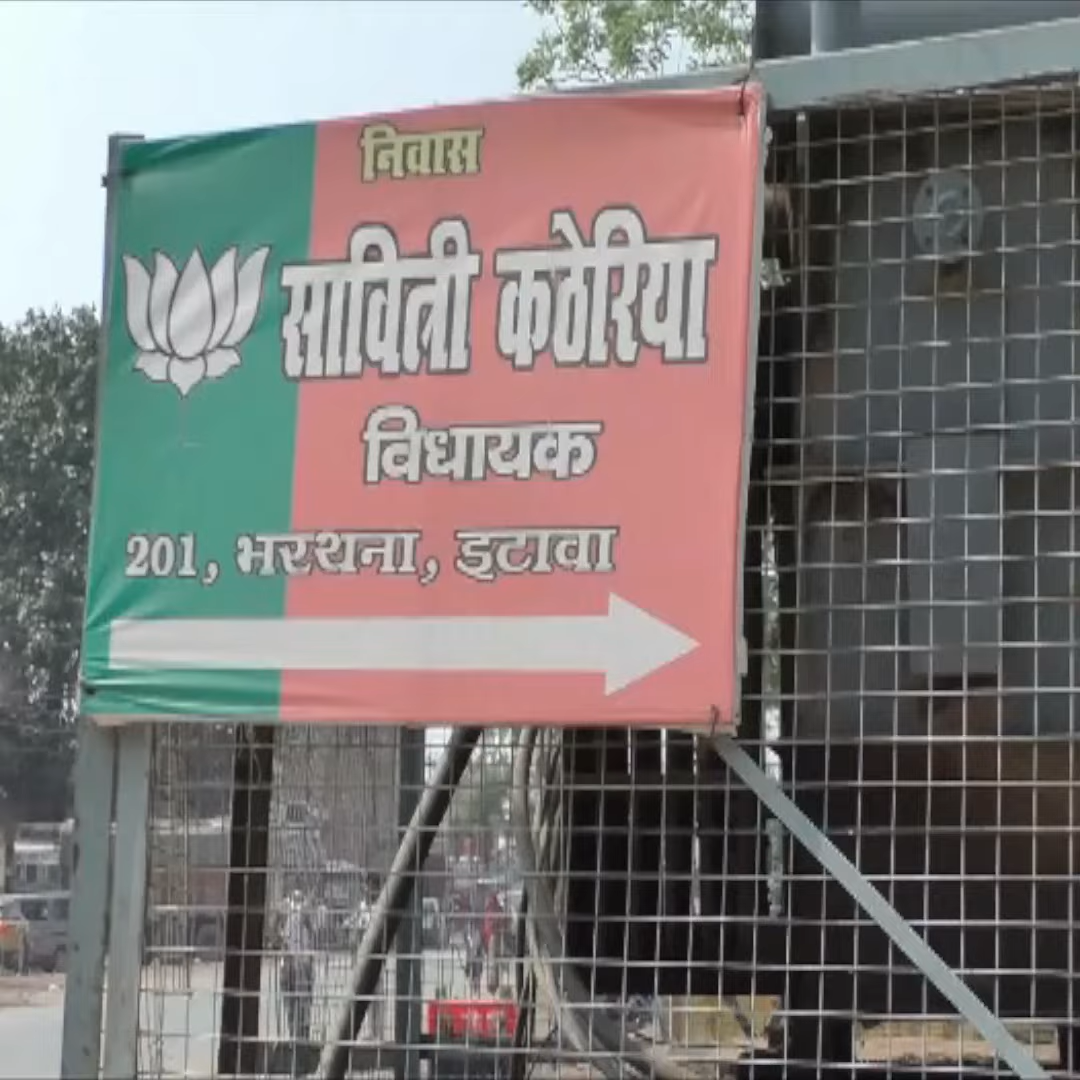 निवास
सावित्री कठेरिया
विधायक
201, भरथना, इटावा